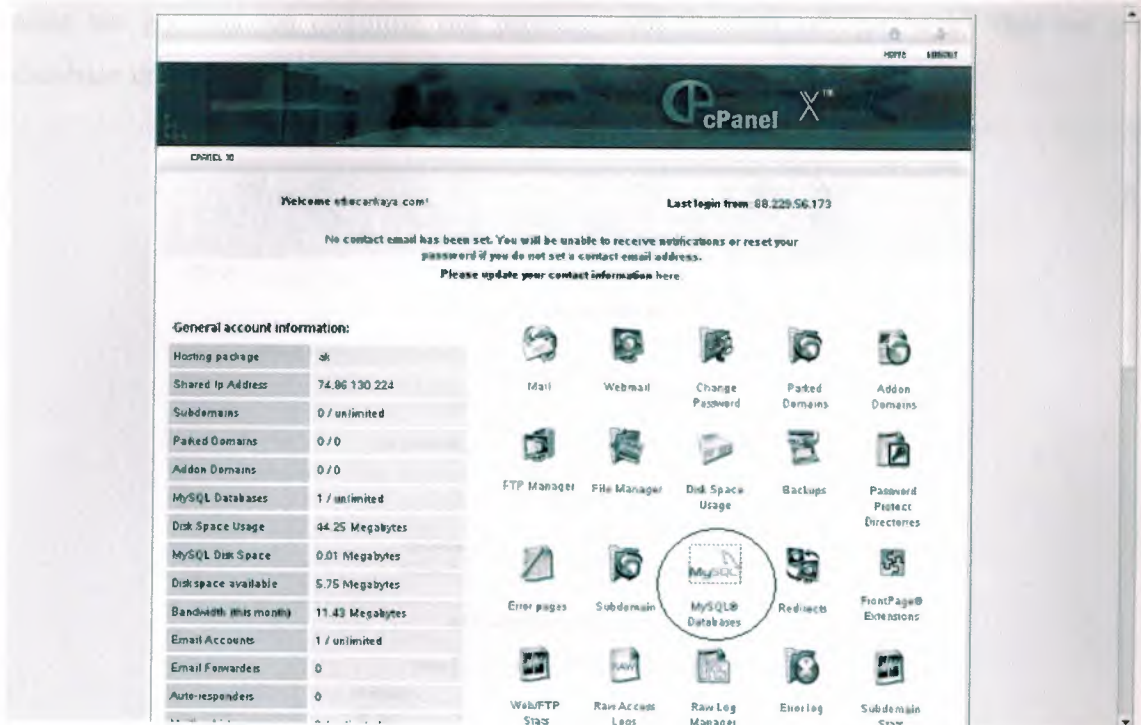 HOME LOGOUT
cPanel X™
CPANEL X
Welcome
Last login from: 88.229.56.173
No contact email has been set. You will be unable to receive notifications or reset your
password if you do not set a contact email address.
Please update your contact information here.
General account information:
Hosting package ak
Shared Ip Address 74.86.130.224
Subdomains 0 / unlimited
Parked Domains 0 / 0
Addon Domains 0 / 0
MySQL Databases 1 / unlimited
Disk Space Usage 44.25 Megabytes
MySQL Disk Space 0.01 Megabytes
Disk space available 5.75 Megabytes
Bandwidth (this month) 11.43 Megabytes
Email Accounts 1 / unlimited
Email Forwarders 0
Auto-responders 0
Mail Webmail Change Parked Addon
Password Domains Domains
FTP Manager File Manager Disk Space Backups Password
Usage Protect
Directories
MySQL
Error pages Subdomain MySQL® Redirects FrontPage®
Databases Extensions
RAW
Web/FTP Raw Access Raw Log Error log Subdomain
Stats Logs Manager Stats